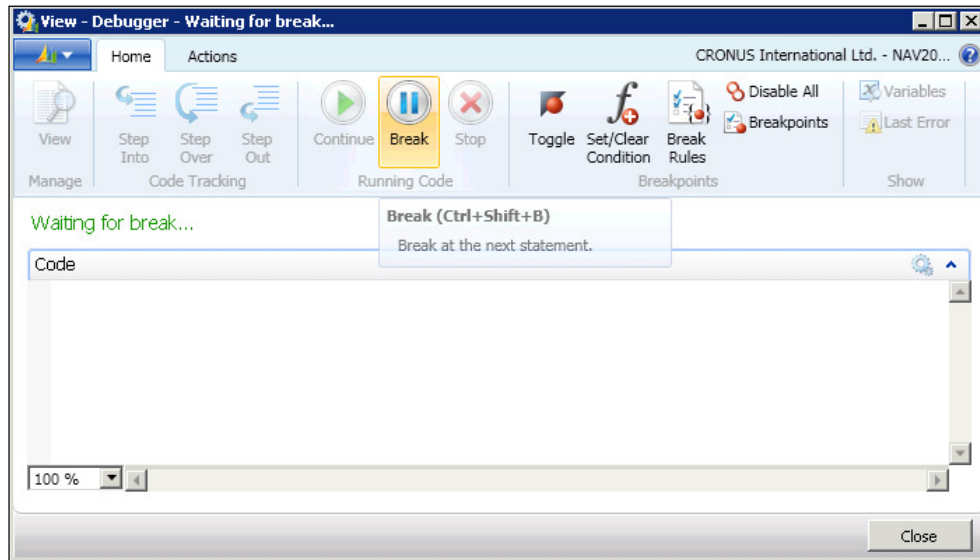 View - Debugger - Waiting for break...
Home Actions CRONUS International Ltd. - NAV20...
View Step Into Step Over Step Out Continue Break Stop Toggle Set/Clear Condition Break Rules Disable All Breakpoints Variables Last Error
Manage Code Tracking Running Code Breakpoints Show
Waiting for break...
Break (Ctrl+Shift+B)
Break at the next statement.
Code
100 %
Close